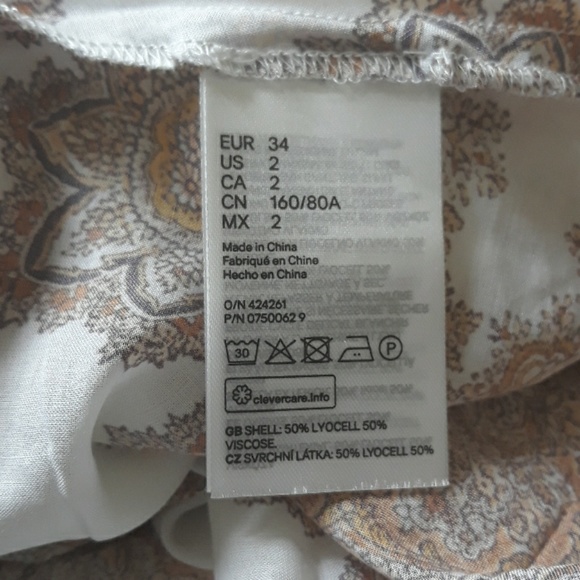 EUR 34
US 2
CA 2
CN 160/80A
MX 2
Made in China
Fabriqué en Chine
Hecho en China
O/N 424261
P/N 0750062 9
30 P
clevercare.info
GB SHELL: 50% LYOCELL 50%
VISCOSE.
CZ SVRCHNÍ LÁTKA: 50% LYOCELL 50%